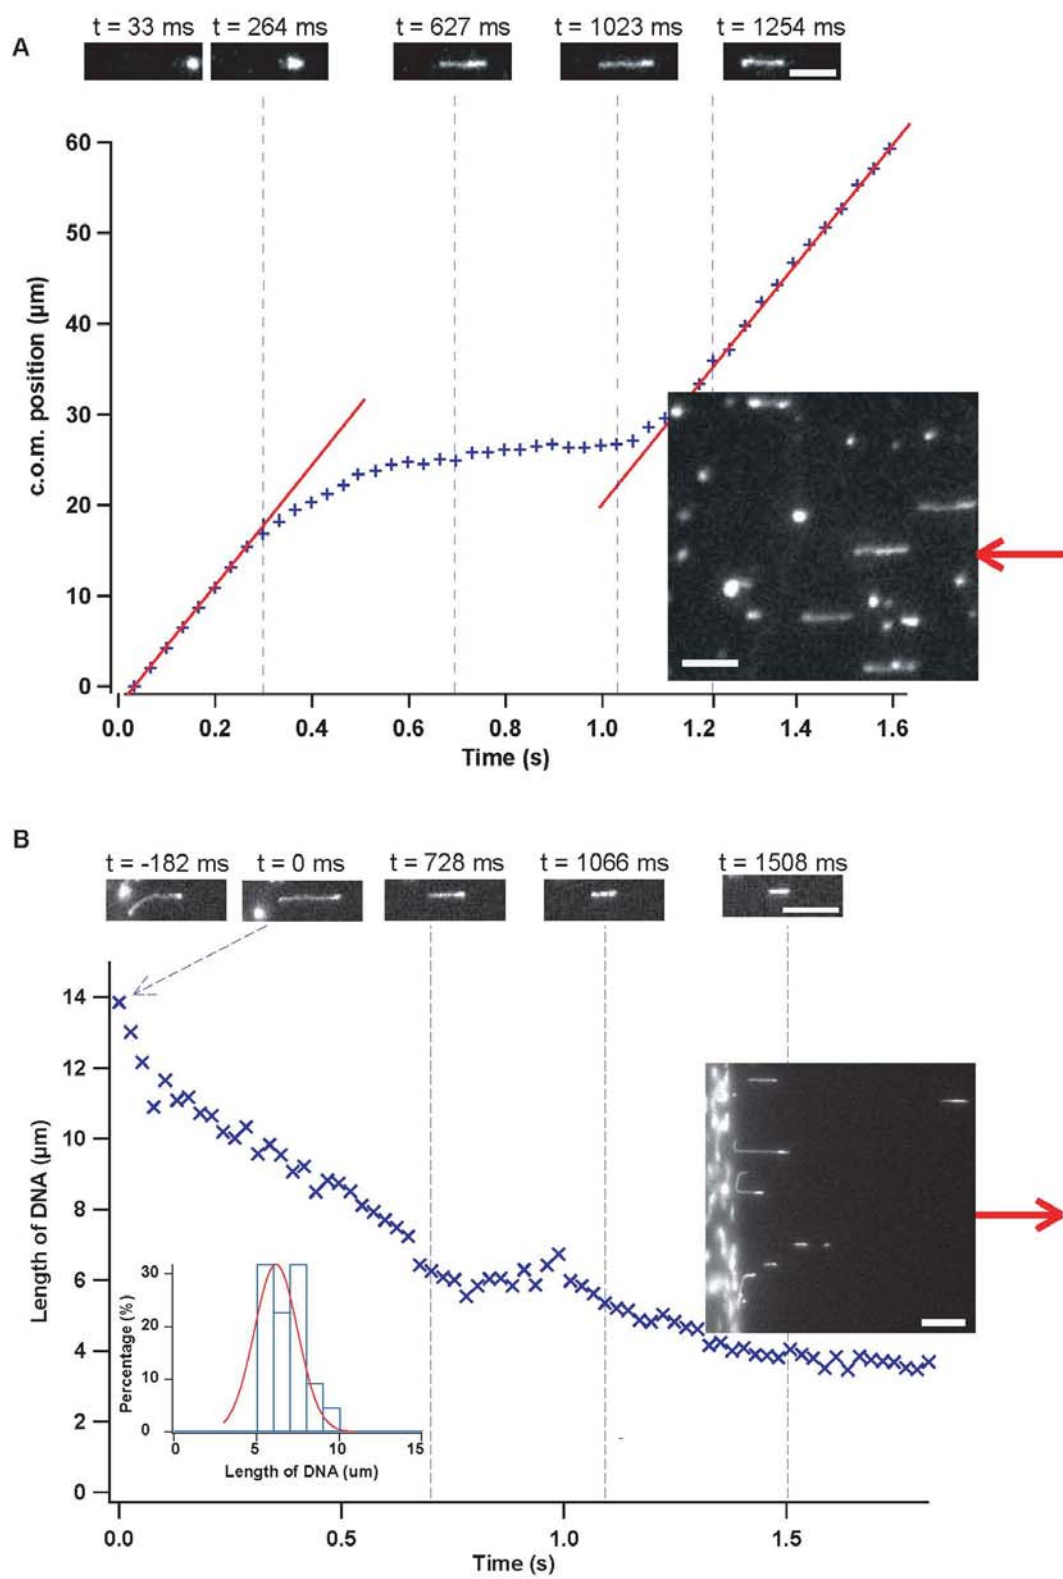 A
t = 33 ms t = 264 ms t = 627 ms t = 1023 ms t = 1254 ms
60
50
40
30
20
10
0
c.o.m. position (µm)
0.0 0.2 0.4 0.6 0.8 1.0 1.2 1.4 1.6
Time (s)
B
t = -182 ms t = 0 ms t = 728 ms t = 1066 ms t = 1508 ms
14
12
10
8
6
4
2
0
Length of DNA (µm)
30
20
10
0
Percentage (%)
0 5 10 15
Length of DNA (um)
0.0 0.5 1.0 1.5
Time (s)